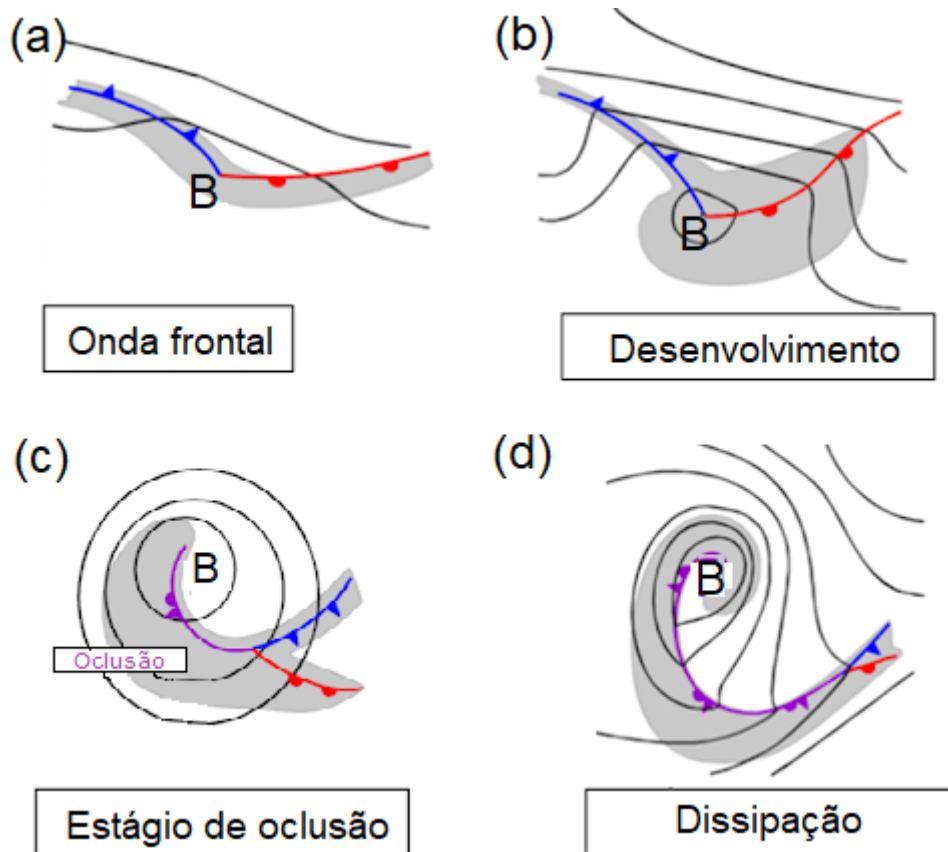 (a)
B
Onda frontal
(b)
B
Desenvolvimento
(c)
B
Oclusão
Estágio de oclusão
(d)
B
Dissipação